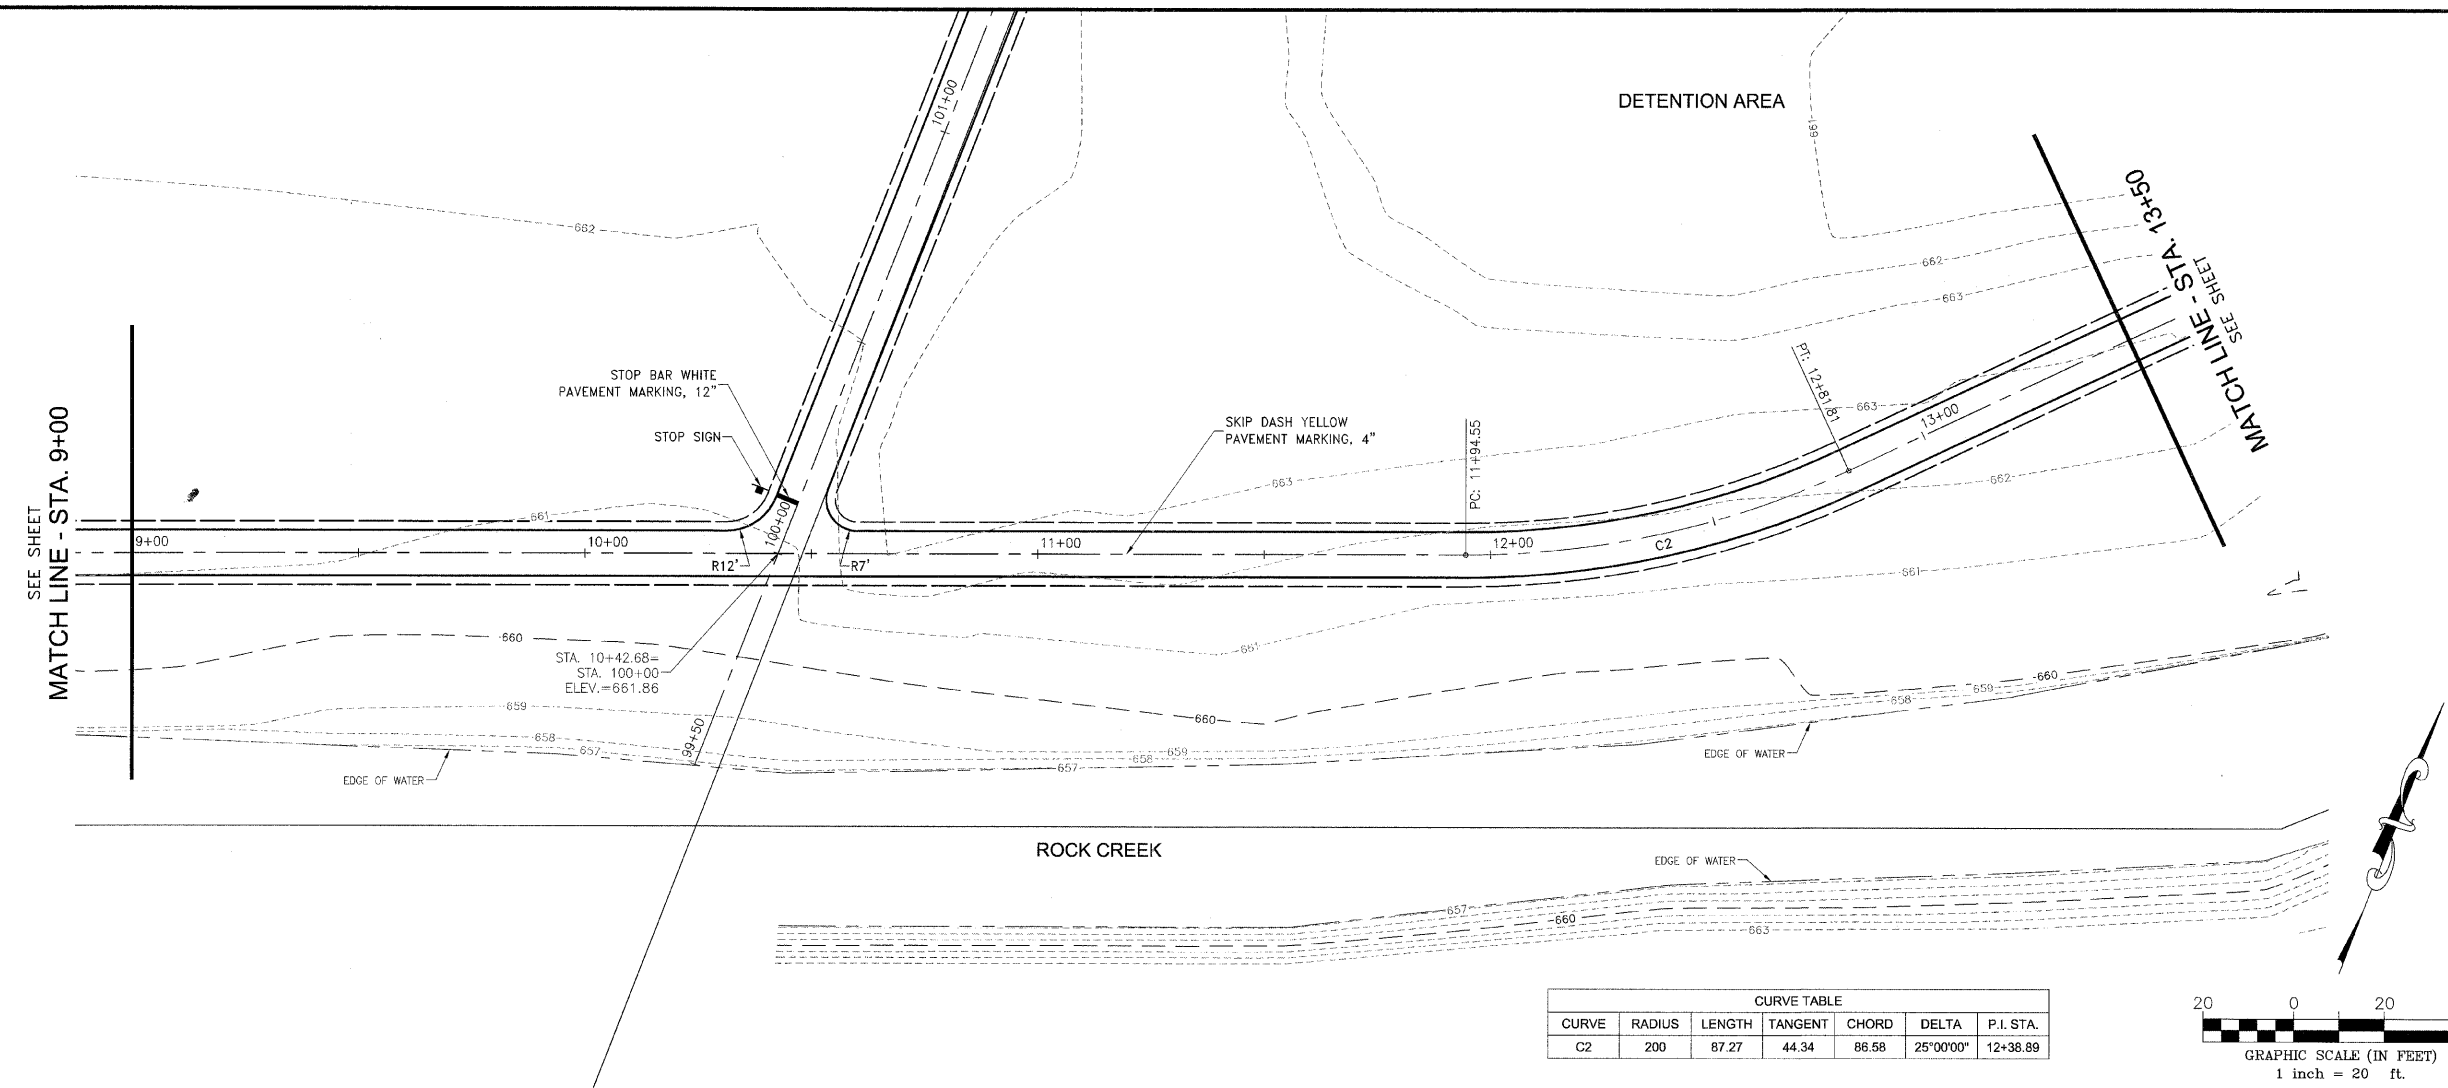 DETENTION AREA
101+00
661
MATCH LINE - STA. 13+50
SEE SHEET
662
662
663
STOP BAR WHITE
PAVEMENT MARKING, 12"
STOP SIGN
SKIP DASH YELLOW
PAVEMENT MARKING, 4"
PC: 11+94.55
PT: 12+81.81
663
13+00
SEE SHEET
MATCH LINE - STA. 9+00
663
662
661
100+00
9+00
10+00
11+00
12+00
C2
R12'
R7'
661
660
661
STA. 10+42.68=
STA. 100+00
ELEV.=661.86
660
659
658
659
660
99+50
658
657
659
658
657
EDGE OF WATER
EDGE OF WATER
ROCK CREEK
EDGE OF WATER
657
660
663
CURVE TABLE
CURVE RADIUS LENGTH TANGENT CHORD DELTA P.I. STA.
C2 200 87.27 44.34 86.58 25°00'00" 12+38.89
20 0 20
GRAPHIC SCALE (IN FEET)
1 inch = 20 ft.